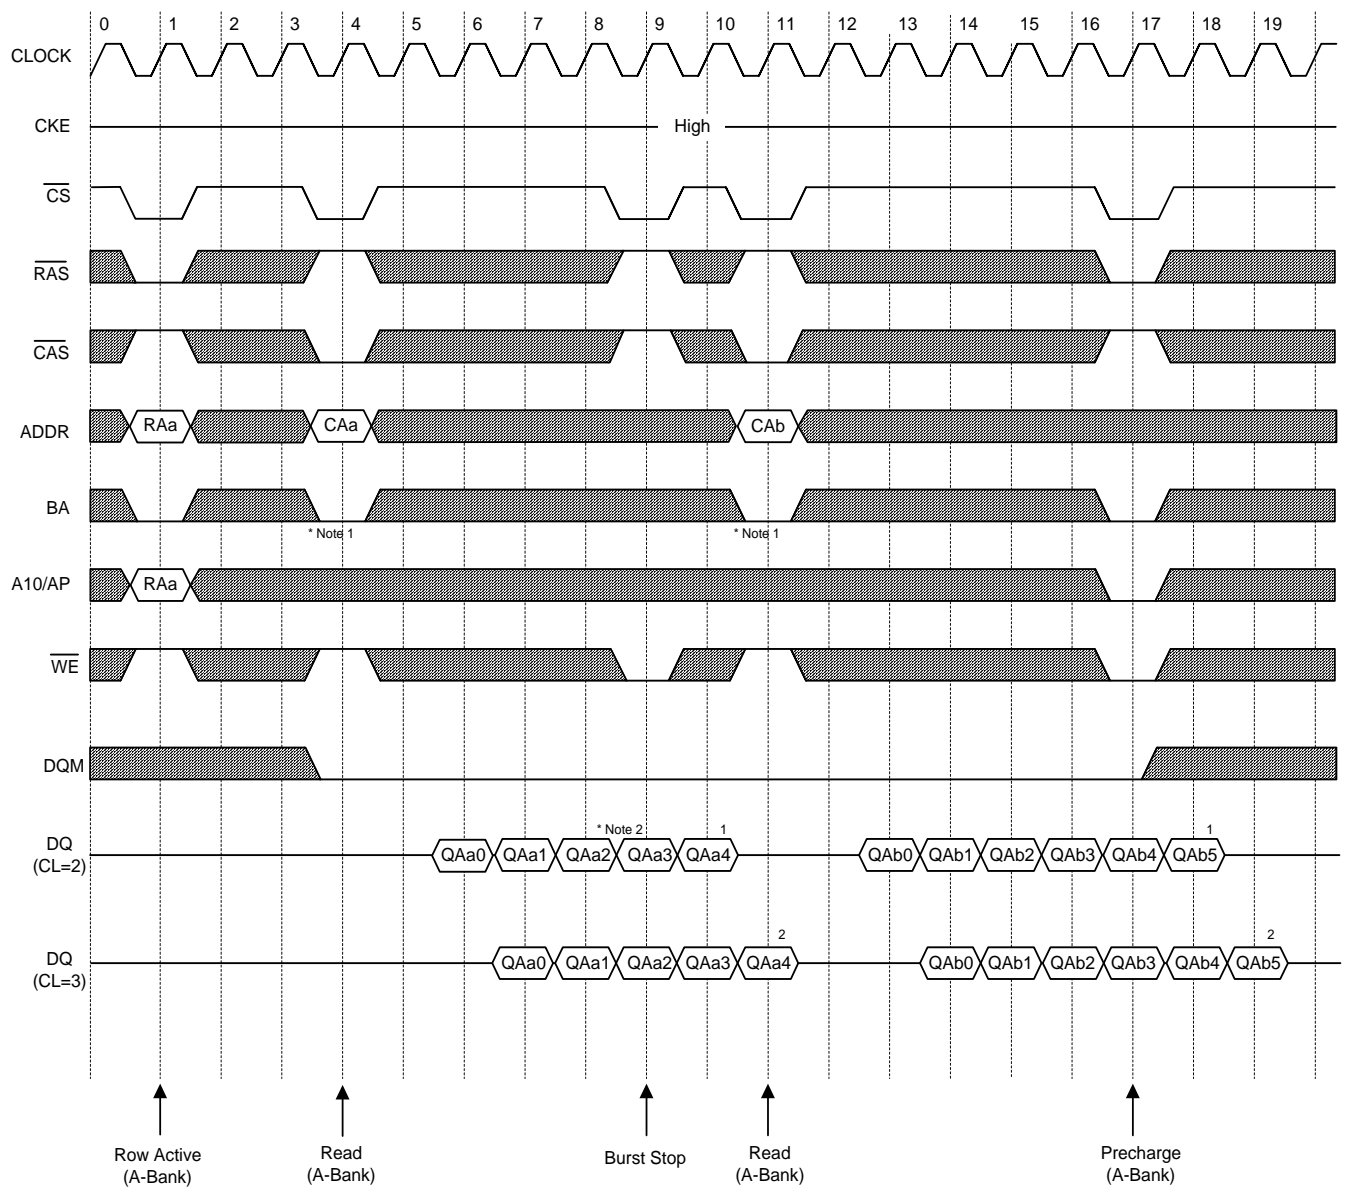 0 1 2 3 4 5 6 7 8 9 10 11 12 13 14 15 16 17 18 19
CLOCK
CKE High
CS
RAS
CAS
ADDR RAa CAa CAb
BA
* Note 1 * Note 1
A10/AP RAa
WE
DQM
* Note 2 1 1
DQ
(CL=2)
QAa0 QAa1 QAa2 QAa3 QAa4 QAb0 QAb1 QAb2 QAb3 QAb4 QAb5
2 2
DQ
(CL=3)
QAa0 QAa1 QAa2 QAa3 QAa4 QAb0 QAb1 QAb2 QAb3 QAb4 QAb5
Row Active
(A-Bank)
Read
(A-Bank)
Burst Stop
Read
(A-Bank)
Precharge
(A-Bank)